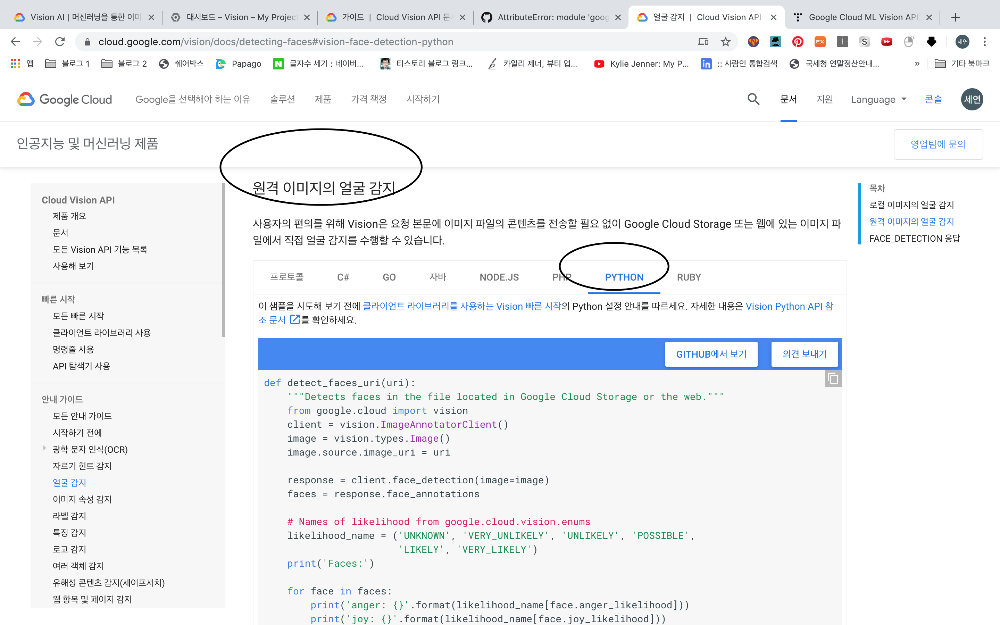 Vision AI | 머신러닝을 통한 이미
대시보드 – Vision – My Project
가이드 | Cloud Vision API 문서
AttributeError: module 'goog
얼굴 감지 | Cloud Vision API
Google Cloud ML Vision API
cloud.google.com/vision/docs/detecting-faces#vision-face-detection-python
EX
S
세연
앱
블로그 1
블로그 2
쉐어박스
Papago
N 글자수 세기 : 네이버...
티스토리 블로그 링크...
카일리 제너, 뷰티 업...
Kylie Jenner: My P...
in :: 사람인 통합검색
국세청 연말정산안내...
»
기타 북마크
Google Cloud
Google을 선택해야 하는 이유
솔루션
제품
가격 책정
시작하기
문서
지원
Language
콘솔
세연
인공지능 및 머신러닝 제품
영업팀에 문의
Cloud Vision API
제품 개요
문서
모든 Vision API 기능 목록
사용해 보기
빠른 시작
모든 빠른 시작
클라이언트 라이브러리 사용
명령줄 사용
API 탐색기 사용
안내 가이드
모든 안내 가이드
시작하기 전에
광학 문자 인식(OCR)
자르기 힌트 감지
얼굴 감지
이미지 속성 감지
라벨 감지
특징 감지
로고 감지
여러 객체 감지
유해성 콘텐츠 감지(세이프서치)
웹 항목 및 페이지 감지
원격 이미지의 얼굴 감지
사용자의 편의를 위해 Vision은 요청 본문에 이미지 파일의 콘텐츠를 전송할 필요 없이 Google Cloud Storage 또는 웹에 있는 이미지 파
일에서 직접 얼굴 감지를 수행할 수 있습니다.
프로토콜 C# GO 자바 NODE.JS PHP PYTHON RUBY
이 샘플을 시도해 보기 전에 클라이언트 라이브러리를 사용하는 Vision 빠른 시작의 Python 설정 안내를 따르세요. 자세한 내용은 Vision Python API 참
조 문서 를 확인하세요.
GITHUB에서 보기
의견 보내기
def detect_faces_uri(uri):
"""Detects faces in the file located in Google Cloud Storage or the web."""
from google.cloud import vision
client = vision.ImageAnnotatorClient()
image = vision.types.Image()
image.source.image_uri = uri
response = client.face_detection(image=image)
faces = response.face_annotations
# Names of likelihood from google.cloud.vision.enums
likelihood_name = ('UNKNOWN', 'VERY_UNLIKELY', 'UNLIKELY', 'POSSIBLE',
'LIKELY', 'VERY_LIKELY')
print('Faces:')
for face in faces:
print('anger: {}'.format(likelihood_name[face.anger_likelihood]))
print('joy: {}'.format(likelihood_name[face.joy_likelihood]))
목차
로컬 이미지의 얼굴 감지
원격 이미지의 얼굴 감지
FACE_DETECTION 응답